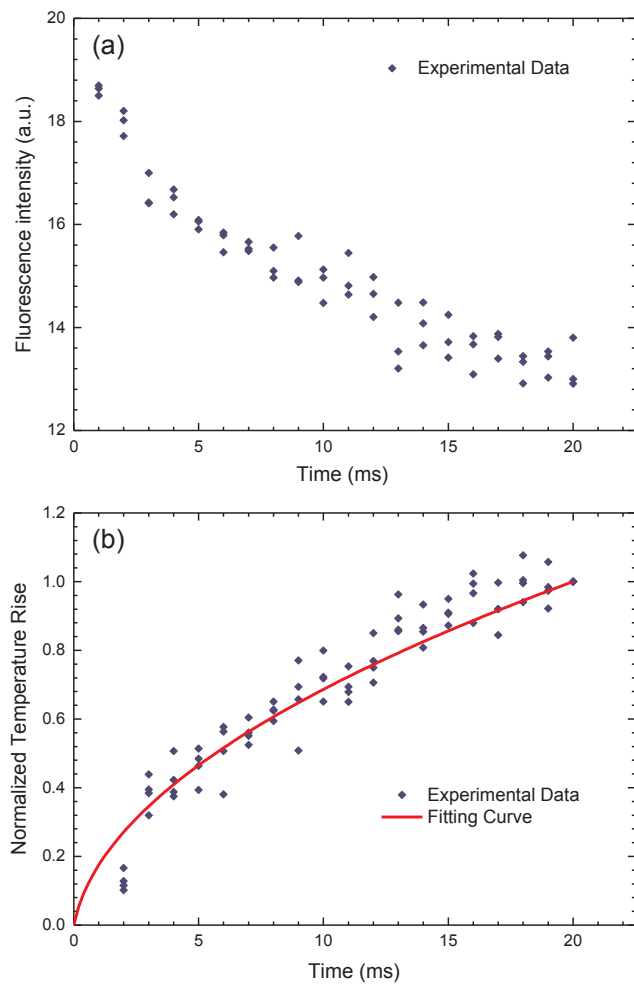 (a)
Experimental Data
Fluorescence intensity (a.u.)
20
18
16
14
12
0 5 10 15 20
Time (ms)
(b)
Normalized Temperature Rise
1.2
1.0
0.8
0.6
0.4
0.2
0.0
Experimental Data
Fitting Curve
0 5 10 15 20
Time (ms)